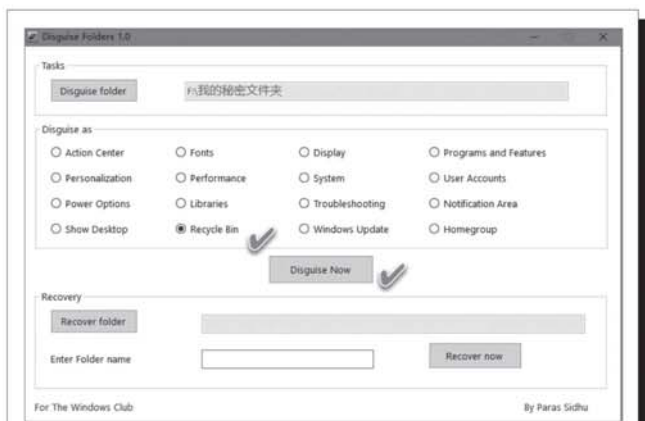 Disguise Folders 1.0
Tasks
Disguise folder F:\我的秘密文件夹
Disguise as
Action Center Fonts Display Programs and Features
Personalization Performance System User Accounts
Power Options Libraries Troubleshooting Notification Area
Show Desktop Recycle Bin Windows Update Homegroup
Disguise Now
Recovery
Recover folder
Enter Folder name Recover now
For The Windows Club By Paras Sidhu